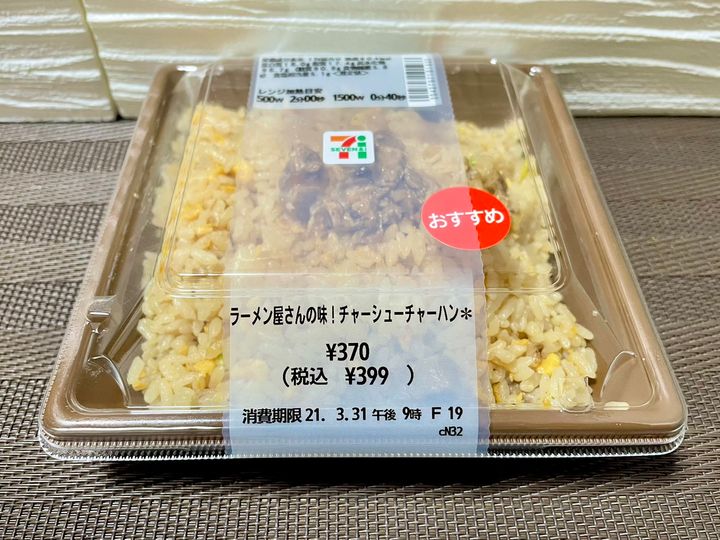 レンジ加熱目安
500W 2分00秒 1500W 0分40秒
SEVEN&i
おすすめ
ラーメン屋さんの味!チャーシューチャーハン*
¥370
(税込 ¥399 )
消費期限 21. 3.31 午後 9時 F 19
cN32